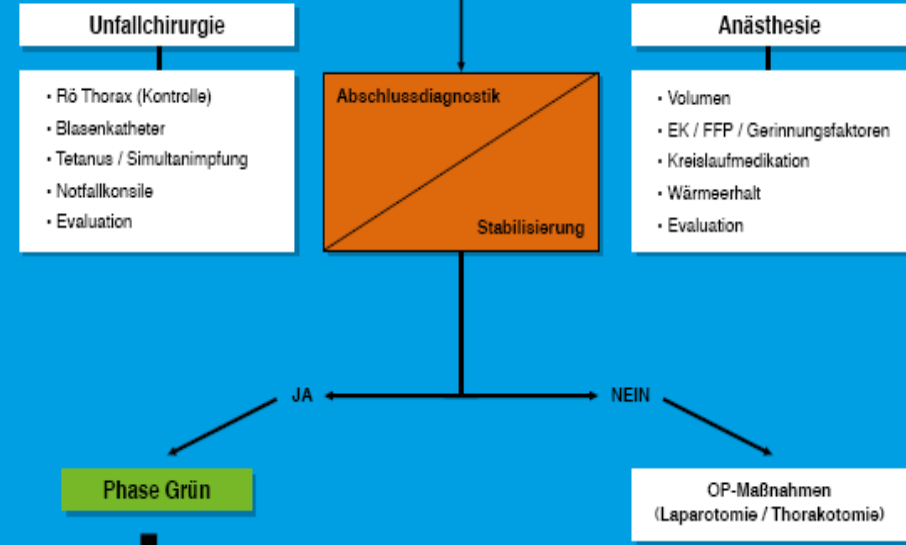 Unfallchirurgie
· Rö Thorax (Kontrolle)
· Blasenkatheter
· Tetanus / Simultanimpfung
· Notfallkonsile
· Evaluation
Abschlussdiagnostik
Stabilisierung
Anästhesie
· Volumen
· EK / FFP / Gerinnungsfaktoren
· Kreislaufmedikation
· Wärmeerhalt
· Evaluation
JA
NEIN
Phase Grün
OP-Maßnahmen
(Laparotomie / Thorakotomie)